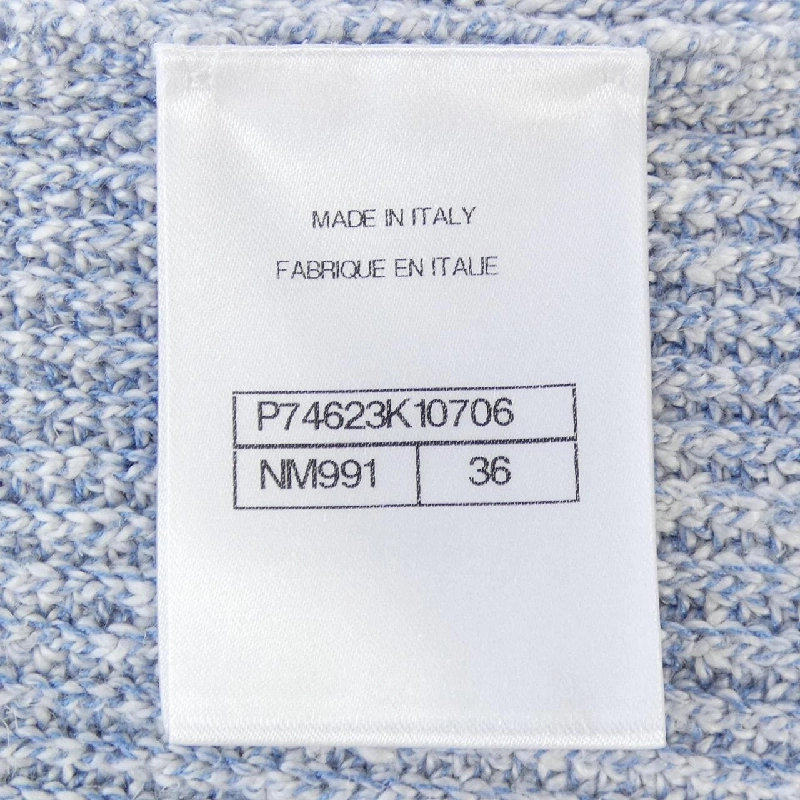 MADE IN ITALY
FABRIQUE EN ITALIE
P74623K10706
NM991 36